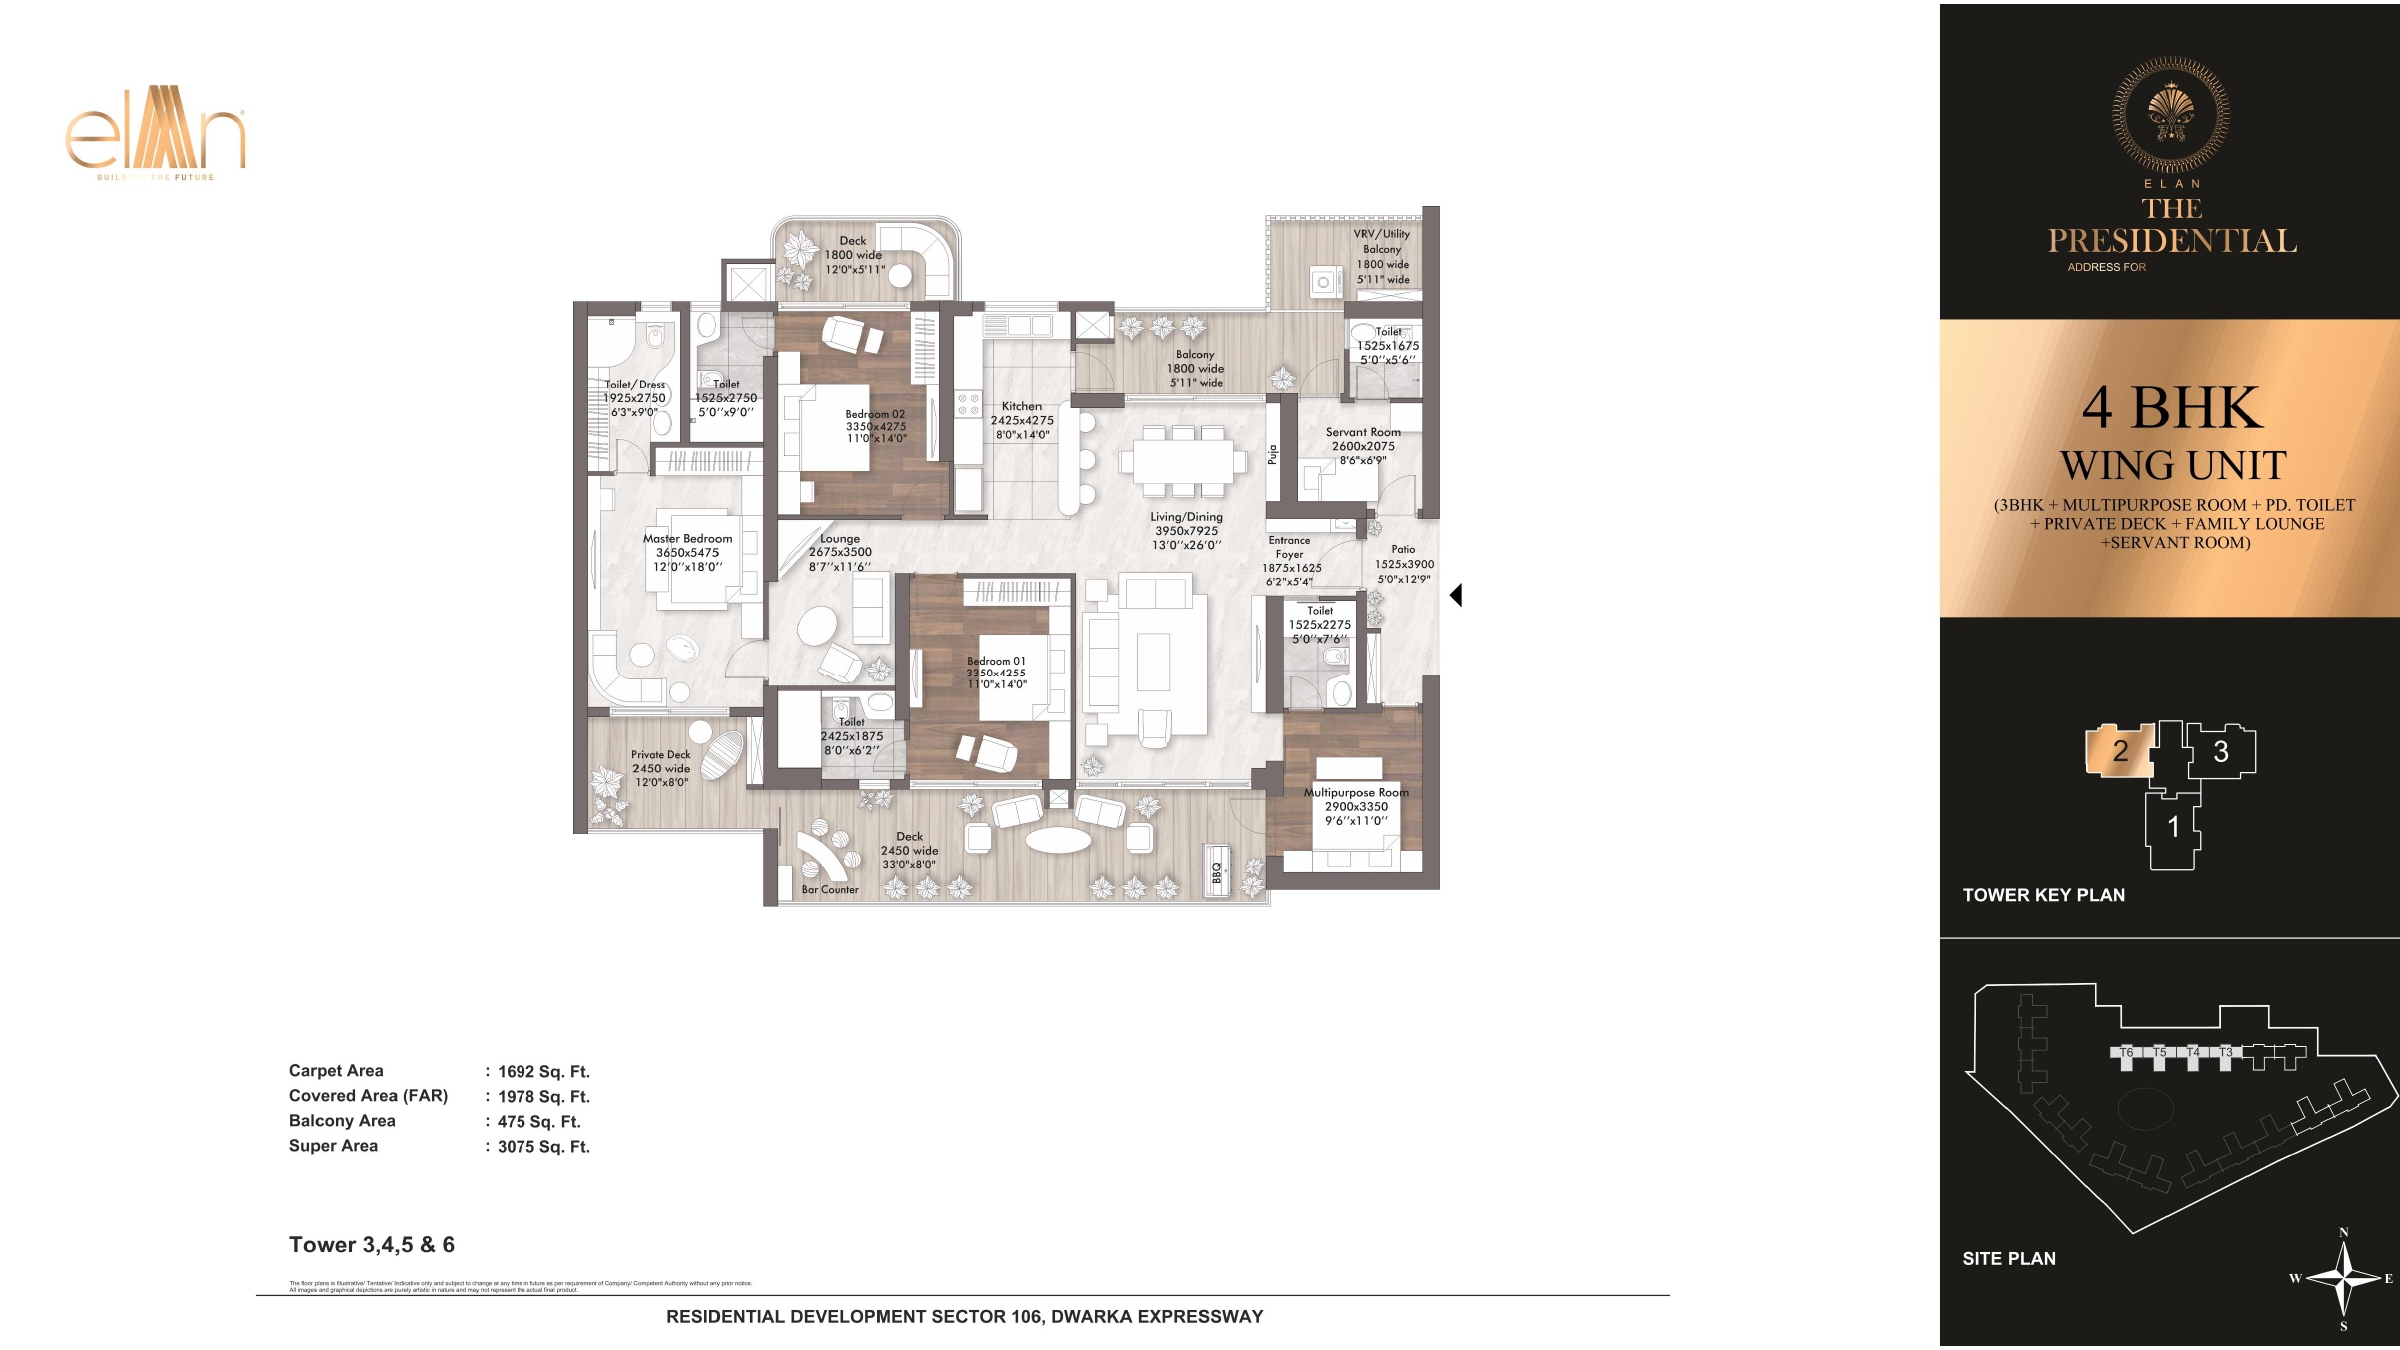 elan
BUILDING THE FUTURE
Deck
1800 wide
12'0"x5'11"
VRV/Utility
Balcony
1800 wide
5'11" wide
Toilet
1525x1675
5'0''x5'6''
Balcony
1800 wide
5'11" wide
Toilet/Dress
1925x2750
6'3"x9'0"
Toilet
1525x2750
5'0''x9'0''
Bedroom 02
3350x4275
11'0"x14'0"
Kitchen
2425x4275
8'0"x14'0"
Puja
Servant Room
2600x2075
8'6"x6'9"
Living/Dining
3950x7925
13'0''x26'0''
Master Bedroom
3650x5475
12'0''x18'0''
Lounge
2675x3500
8'7''x11'6''
Entrance
Foyer
1875x1625
6'2"x5'4"
Patio
1525x3900
5'0"x12'9"
Toilet
1525x2275
5'0''x7'6''
Bedroom 01
3350x4255
11'0"x14'0"
Toilet
2425x1875
8'0''x6'2''
Private Deck
2450 wide
12'0"x8'0"
Multipurpose Room
2900x3350
9'6''x11'0''
Deck
2450 wide
33'0"x8'0"
Bar Counter
BBQ
Carpet Area : 1692 Sq. Ft.
Covered Area (FAR) : 1978 Sq. Ft.
Balcony Area : 475 Sq. Ft.
Super Area : 3075 Sq. Ft.
Tower 3,4,5 & 6
The floor plans is Illustrative/ Tentative/ Indicative only and subject to change at any time in future as per requirement of Company/ Competent Authority without any prior notice.
All images and graphical depictions are purely artistic in nature and may not represent the actual final product.
RESIDENTIAL DEVELOPMENT SECTOR 106, DWARKA EXPRESSWAY
ELAN
THE
PRESIDENTIAL
ADDRESS FOR
4 BHK
WING UNIT
(3BHK + MULTIPURPOSE ROOM + PD. TOILET
+ PRIVATE DECK + FAMILY LOUNGE
+SERVANT ROOM)
2
3
1
TOWER KEY PLAN
T6 T5 T4 T3
SITE PLAN
N
W E
S